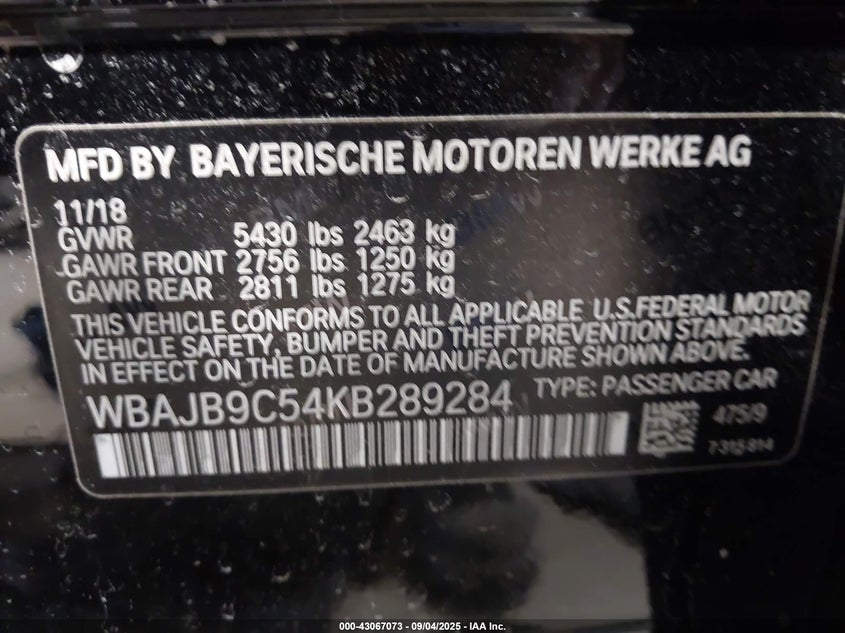 MFD BY BAYERISCHE MOTOREN WERKE AG
11/18
GVWR 5430 lbs 2463 kg
GAWR FRONT 2756 lbs 1250 kg
GAWR REAR 2811 lbs 1275 kg
THIS VEHICLE CONFORMS TO ALL APPLICABLE U.S.FEDERAL MOTOR
VEHICLE SAFETY, BUMPER AND THEFT PREVENTION STANDARDS
IN EFFECT ON THE DATE OF MANUFACTURE SHOWN ABOVE.
WBAJB9C54KB289284 TYPE: PASSENGER CAR
475/9
7-315-814
000-43067073 - 09/04/2025 - IAA Inc.